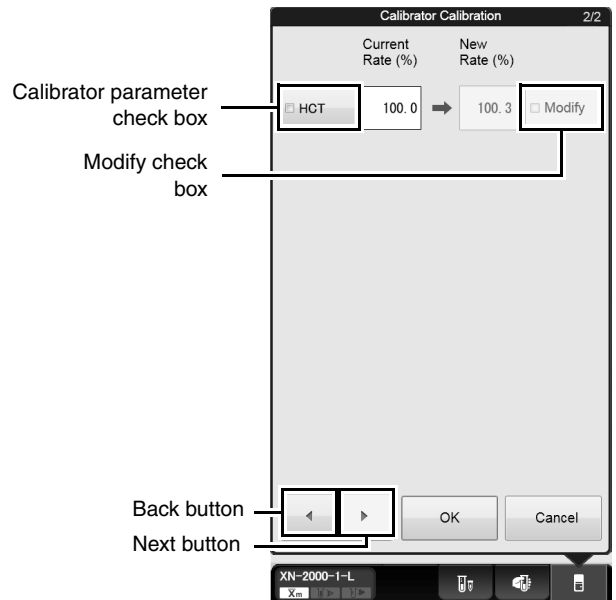 Calibrator Calibration 2/2
Current
Rate (%)
New
Rate (%)
Calibrator parameter
check box
HCT 100.0 100.3 Modify
Modify check
box
Back button
Next button
OK Cancel
XN-2000-1-L
Xm